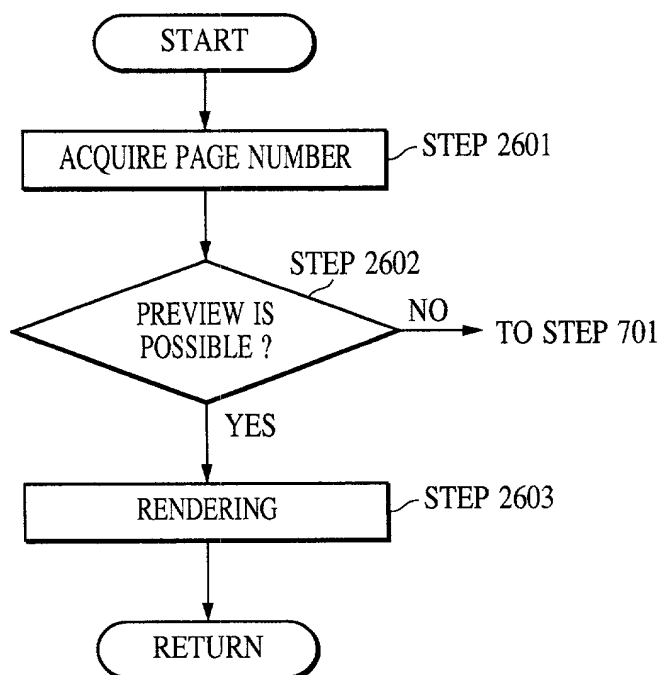 START
ACQUIRE PAGE NUMBER
STEP 2601
STEP 2602
PREVIEW IS
POSSIBLE ?
NO
TO STEP 701
YES
RENDERING
STEP 2603
RETURN